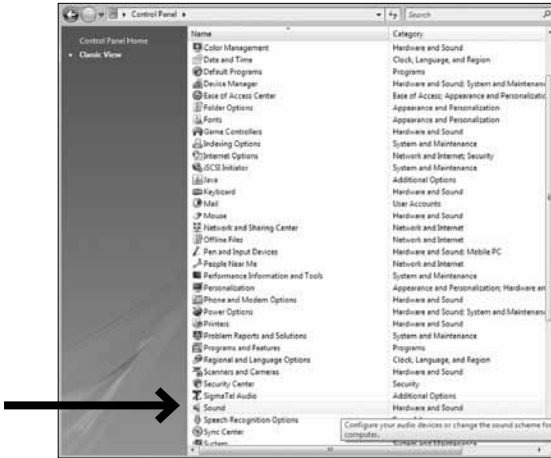 Control Panel
Search
Control Panel Home
Classic View
Name Category
Color Management Hardware and Sound
Date and Time Clock, Language, and Region
Default Programs Programs
Device Manager Hardware and Sound; System and Maintenanc
Ease of Access Center Ease of Access; Appearance and Personalizatio
Folder Options Appearance and Personalization
Fonts Appearance and Personalization
Game Controllers Hardware and Sound
Indexing Options System and Maintenance
Internet Options Network and Internet; Security
iSCSI Initiator System and Maintenance
Java Additional Options
Keyboard Hardware and Sound
Mail User Accounts
Mouse Hardware and Sound
Network and Sharing Center Network and Internet
Offline Files Network and Internet
Pen and Input Devices Hardware and Sound; Mobile PC
People Near Me Network and Internet
Performance Information and Tools System and Maintenance
Personalization Appearance and Personalization; Hardware an
Phone and Modem Options Hardware and Sound
Power Options Hardware and Sound; System and Maintenanc
Printers Hardware and Sound
Problem Reports and Solutions System and Maintenance
Programs and Features Programs
Regional and Language Options Clock, Language, and Region
Scanners and Cameras Hardware and Sound
Security Center Security
SigmaTel Audio Additional Options
Sound Hardware and Sound
Speech Recognition Options
Configure your audio devices or change the sound scheme for
computer.
Sync Center
System System and Maintenance